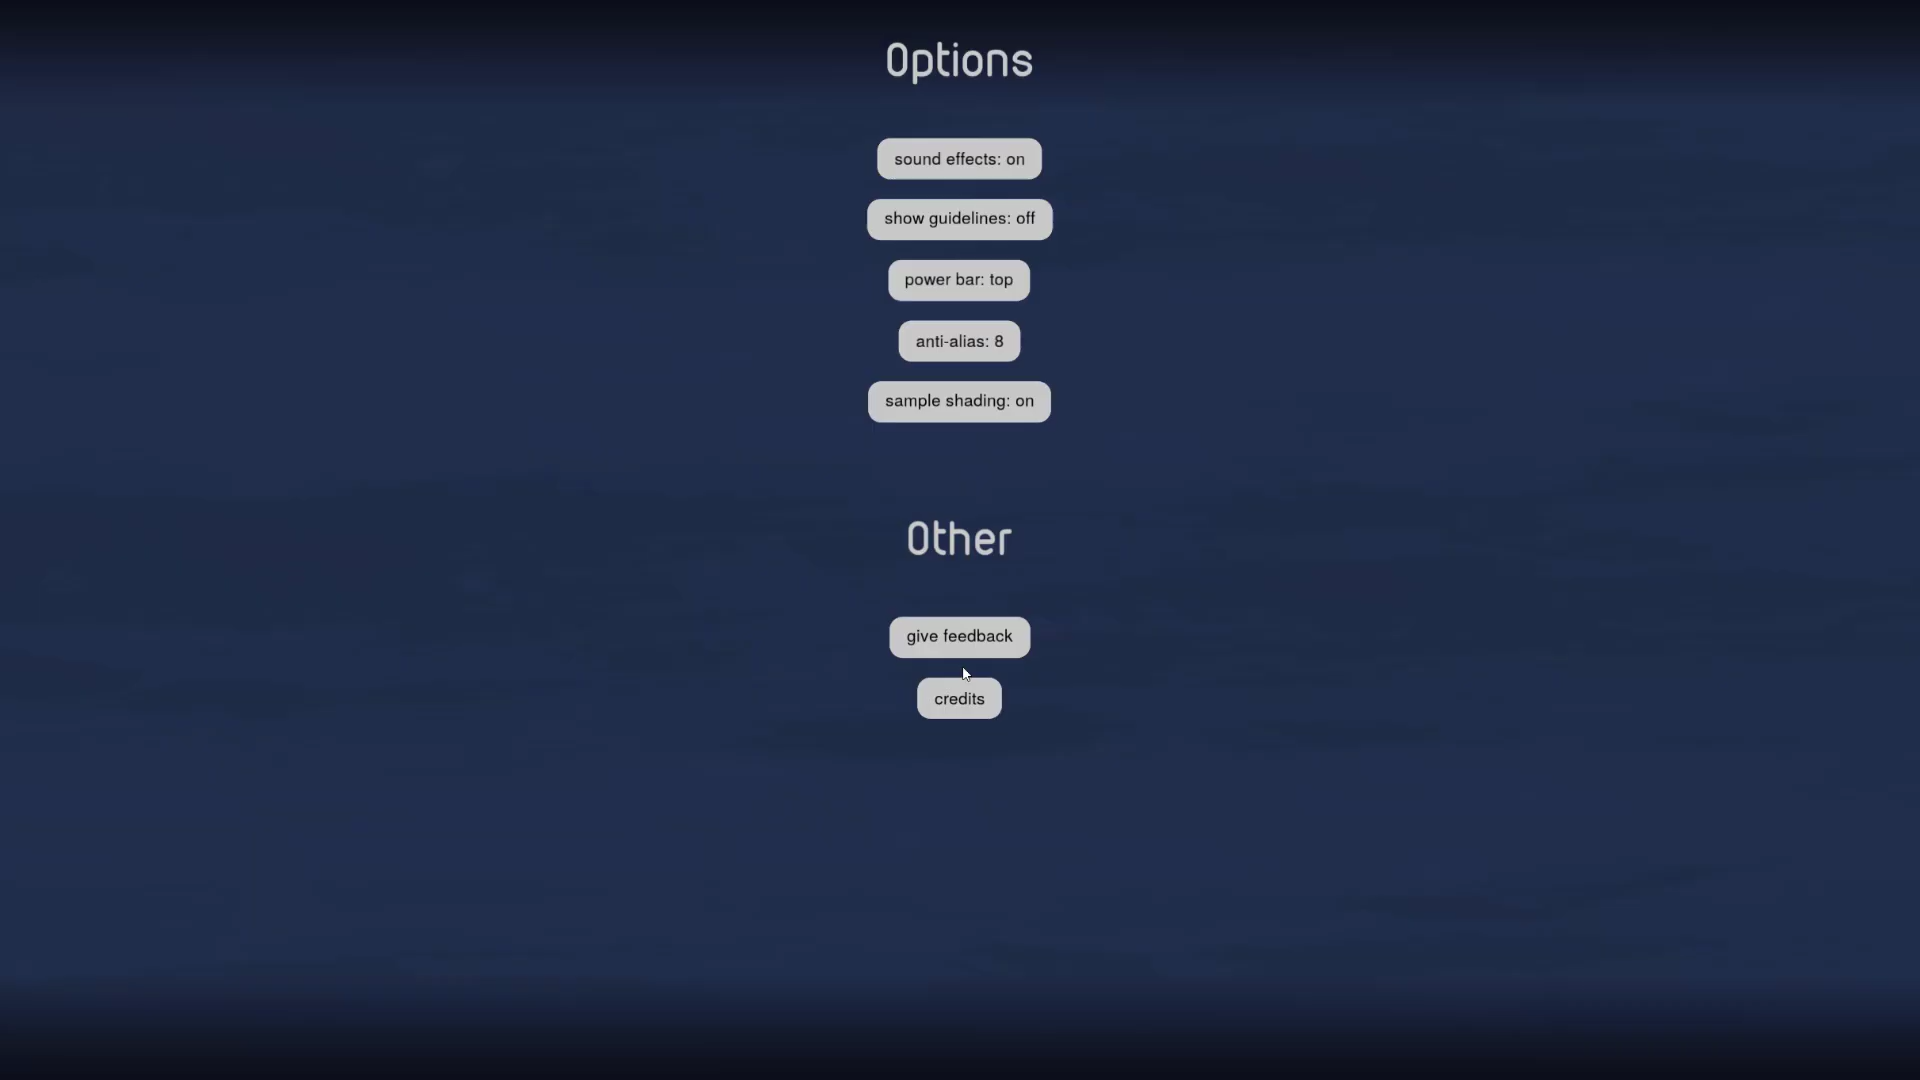 Options
sound effects: on
show guidelines: off
power bar: top
anti-alias: 8
sample shading: on
Other
give feedback
credits